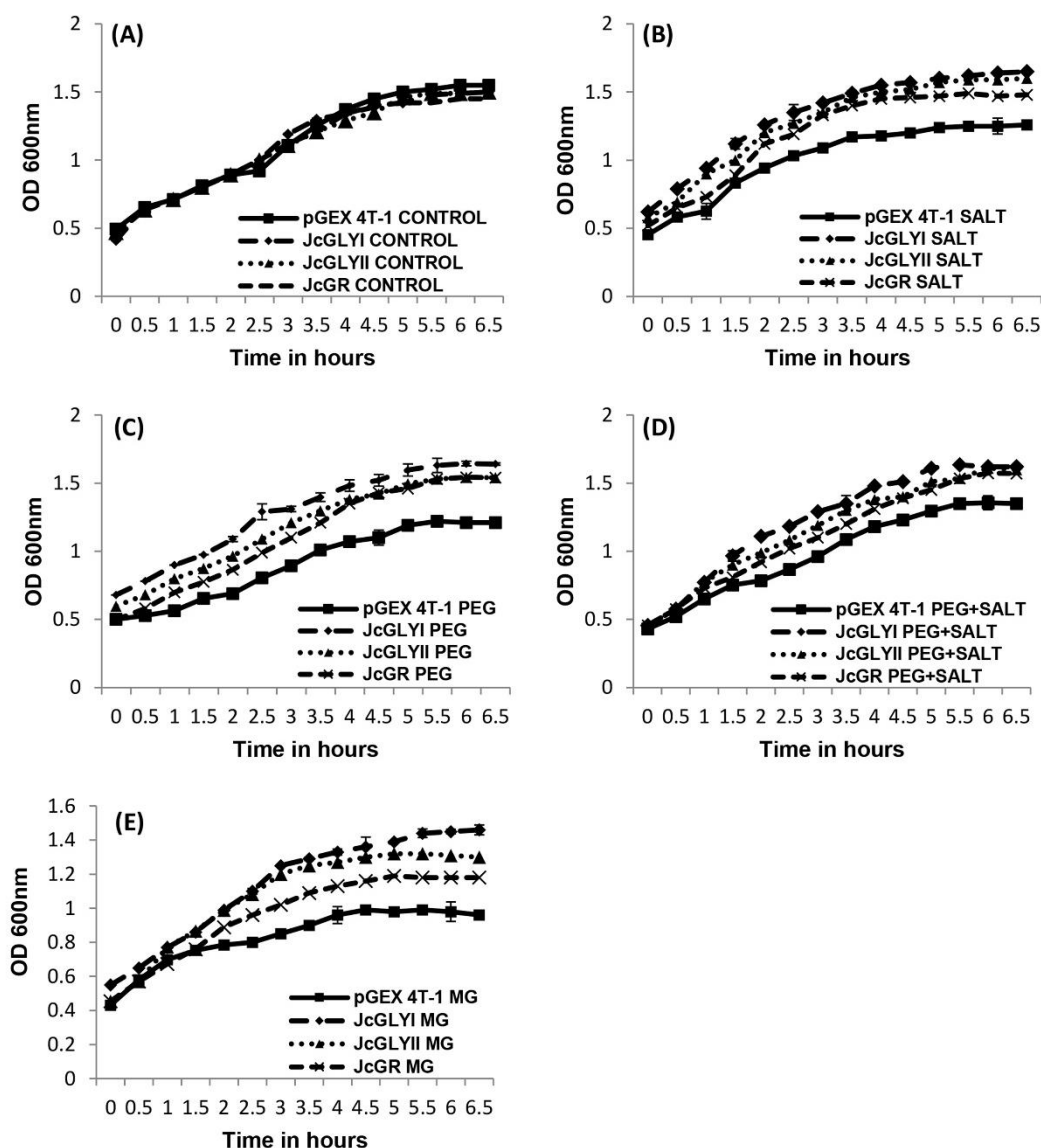 (A)
2
1.5
1
0.5
0
OD 600nm
pGEX 4T-1 CONTROL
JcGLYI CONTROL
JcGLYII CONTROL
JcGR CONTROL
0 0.5 1 1.5 2 2.5 3 3.5 4 4.5 5 5.5 6 6.5
Time in hours
(B)
2
1.5
1
0.5
0
OD 600nm
pGEX 4T-1 SALT
JcGLYI SALT
JcGLYII SALT
JcGR SALT
0 0.5 1 1.5 2 2.5 3 3.5 4 4.5 5 5.5 6 6.5
Time in hours
(C)
2
1.5
1
0.5
0
OD 600nm
pGEX 4T-1 PEG
JcGLYI PEG
JcGLYII PEG
JcGR PEG
0 0.5 1 1.5 2 2.5 3 3.5 4 4.5 5 5.5 6 6.5
Time in hours
(D)
2
1.5
1
0.5
0
OD 600nm
pGEX 4T-1 PEG+SALT
JcGLYI PEG+SALT
JcGLYII PEG+SALT
JcGR PEG+SALT
0 0.5 1 1.5 2 2.5 3 3.5 4 4.5 5 5.5 6 6.5
Time in hours
(E)
1.6
1.4
1.2
1
0.8
0.6
0.4
0.2
0
OD 600nm
pGEX 4T-1 MG
JcGLYI MG
JcGLYII MG
JcGR MG
0 0.5 1 1.5 2 2.5 3 3.5 4 4.5 5 5.5 6 6.5
Time in hours